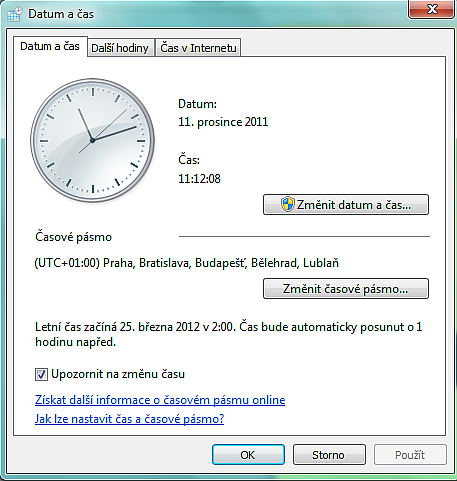 Datum a čas
Datum a čas
Další hodiny
Čas v Internetu
Datum:
11. prosince 2011
Čas:
11:12:08
Změnit datum a čas...
Časové pásmo
(UTC+01:00) Praha, Bratislava, Budapešť, Bělehrad, Lublaň
Změnit časové pásmo...
Letní čas začíná 25. března 2012 v 2:00. Čas bude automaticky posunut o 1
hodinu napřed.
Upozornit na změnu času
Získat další informace o časovém pásmu online
Jak lze nastavit čas a časové pásmo?
OK
Storno
Použít